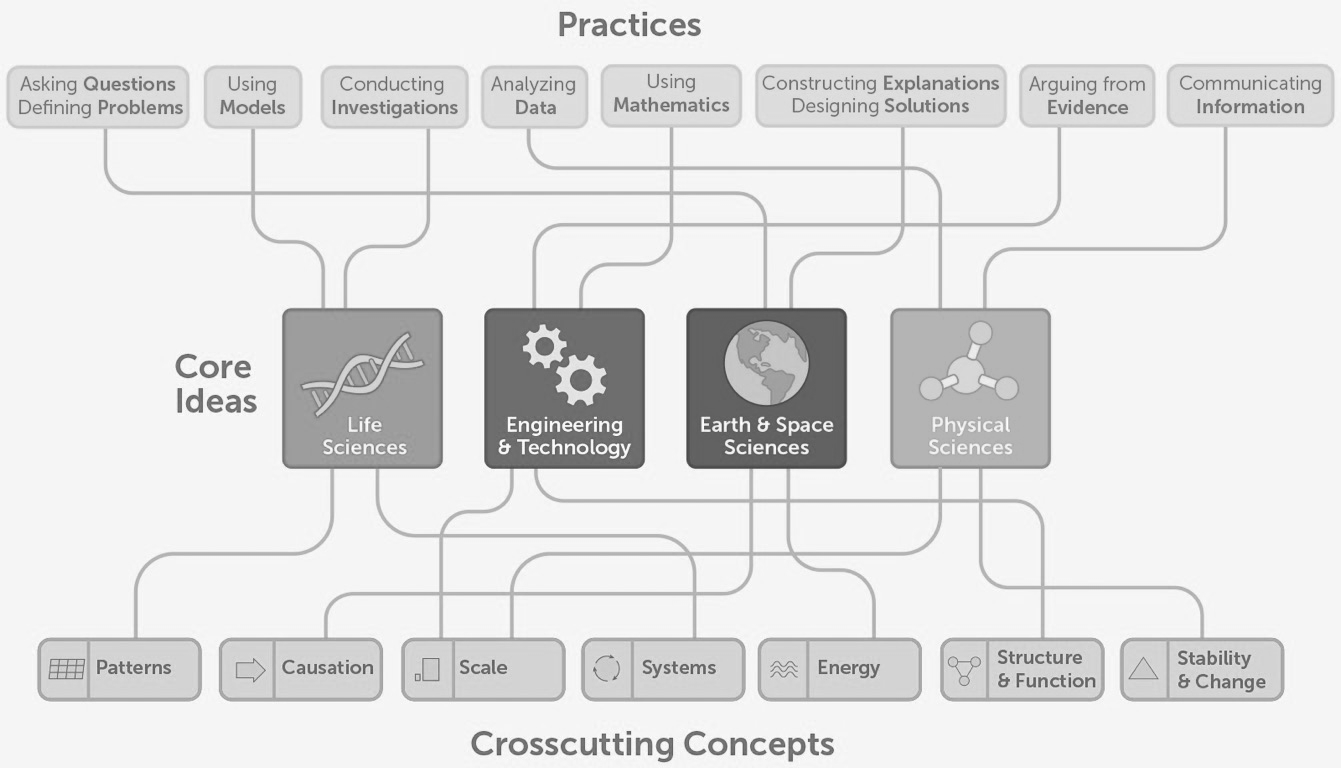 Practices
Asking Questions
Defining Problems
Using
Models
Conducting
Investigations
Analyzing
Data
Using
Mathematics
Constructing Explanations
Designing Solutions
Arguing from
Evidence
Communicating
Information
Core
Ideas
Life
Sciences
Engineering
& Technology
Earth & Space
Sciences
Physical
Sciences
Patterns
Causation
Scale
Systems
Energy
Structure
& Function
Stability
& Change
Crosscutting Concepts